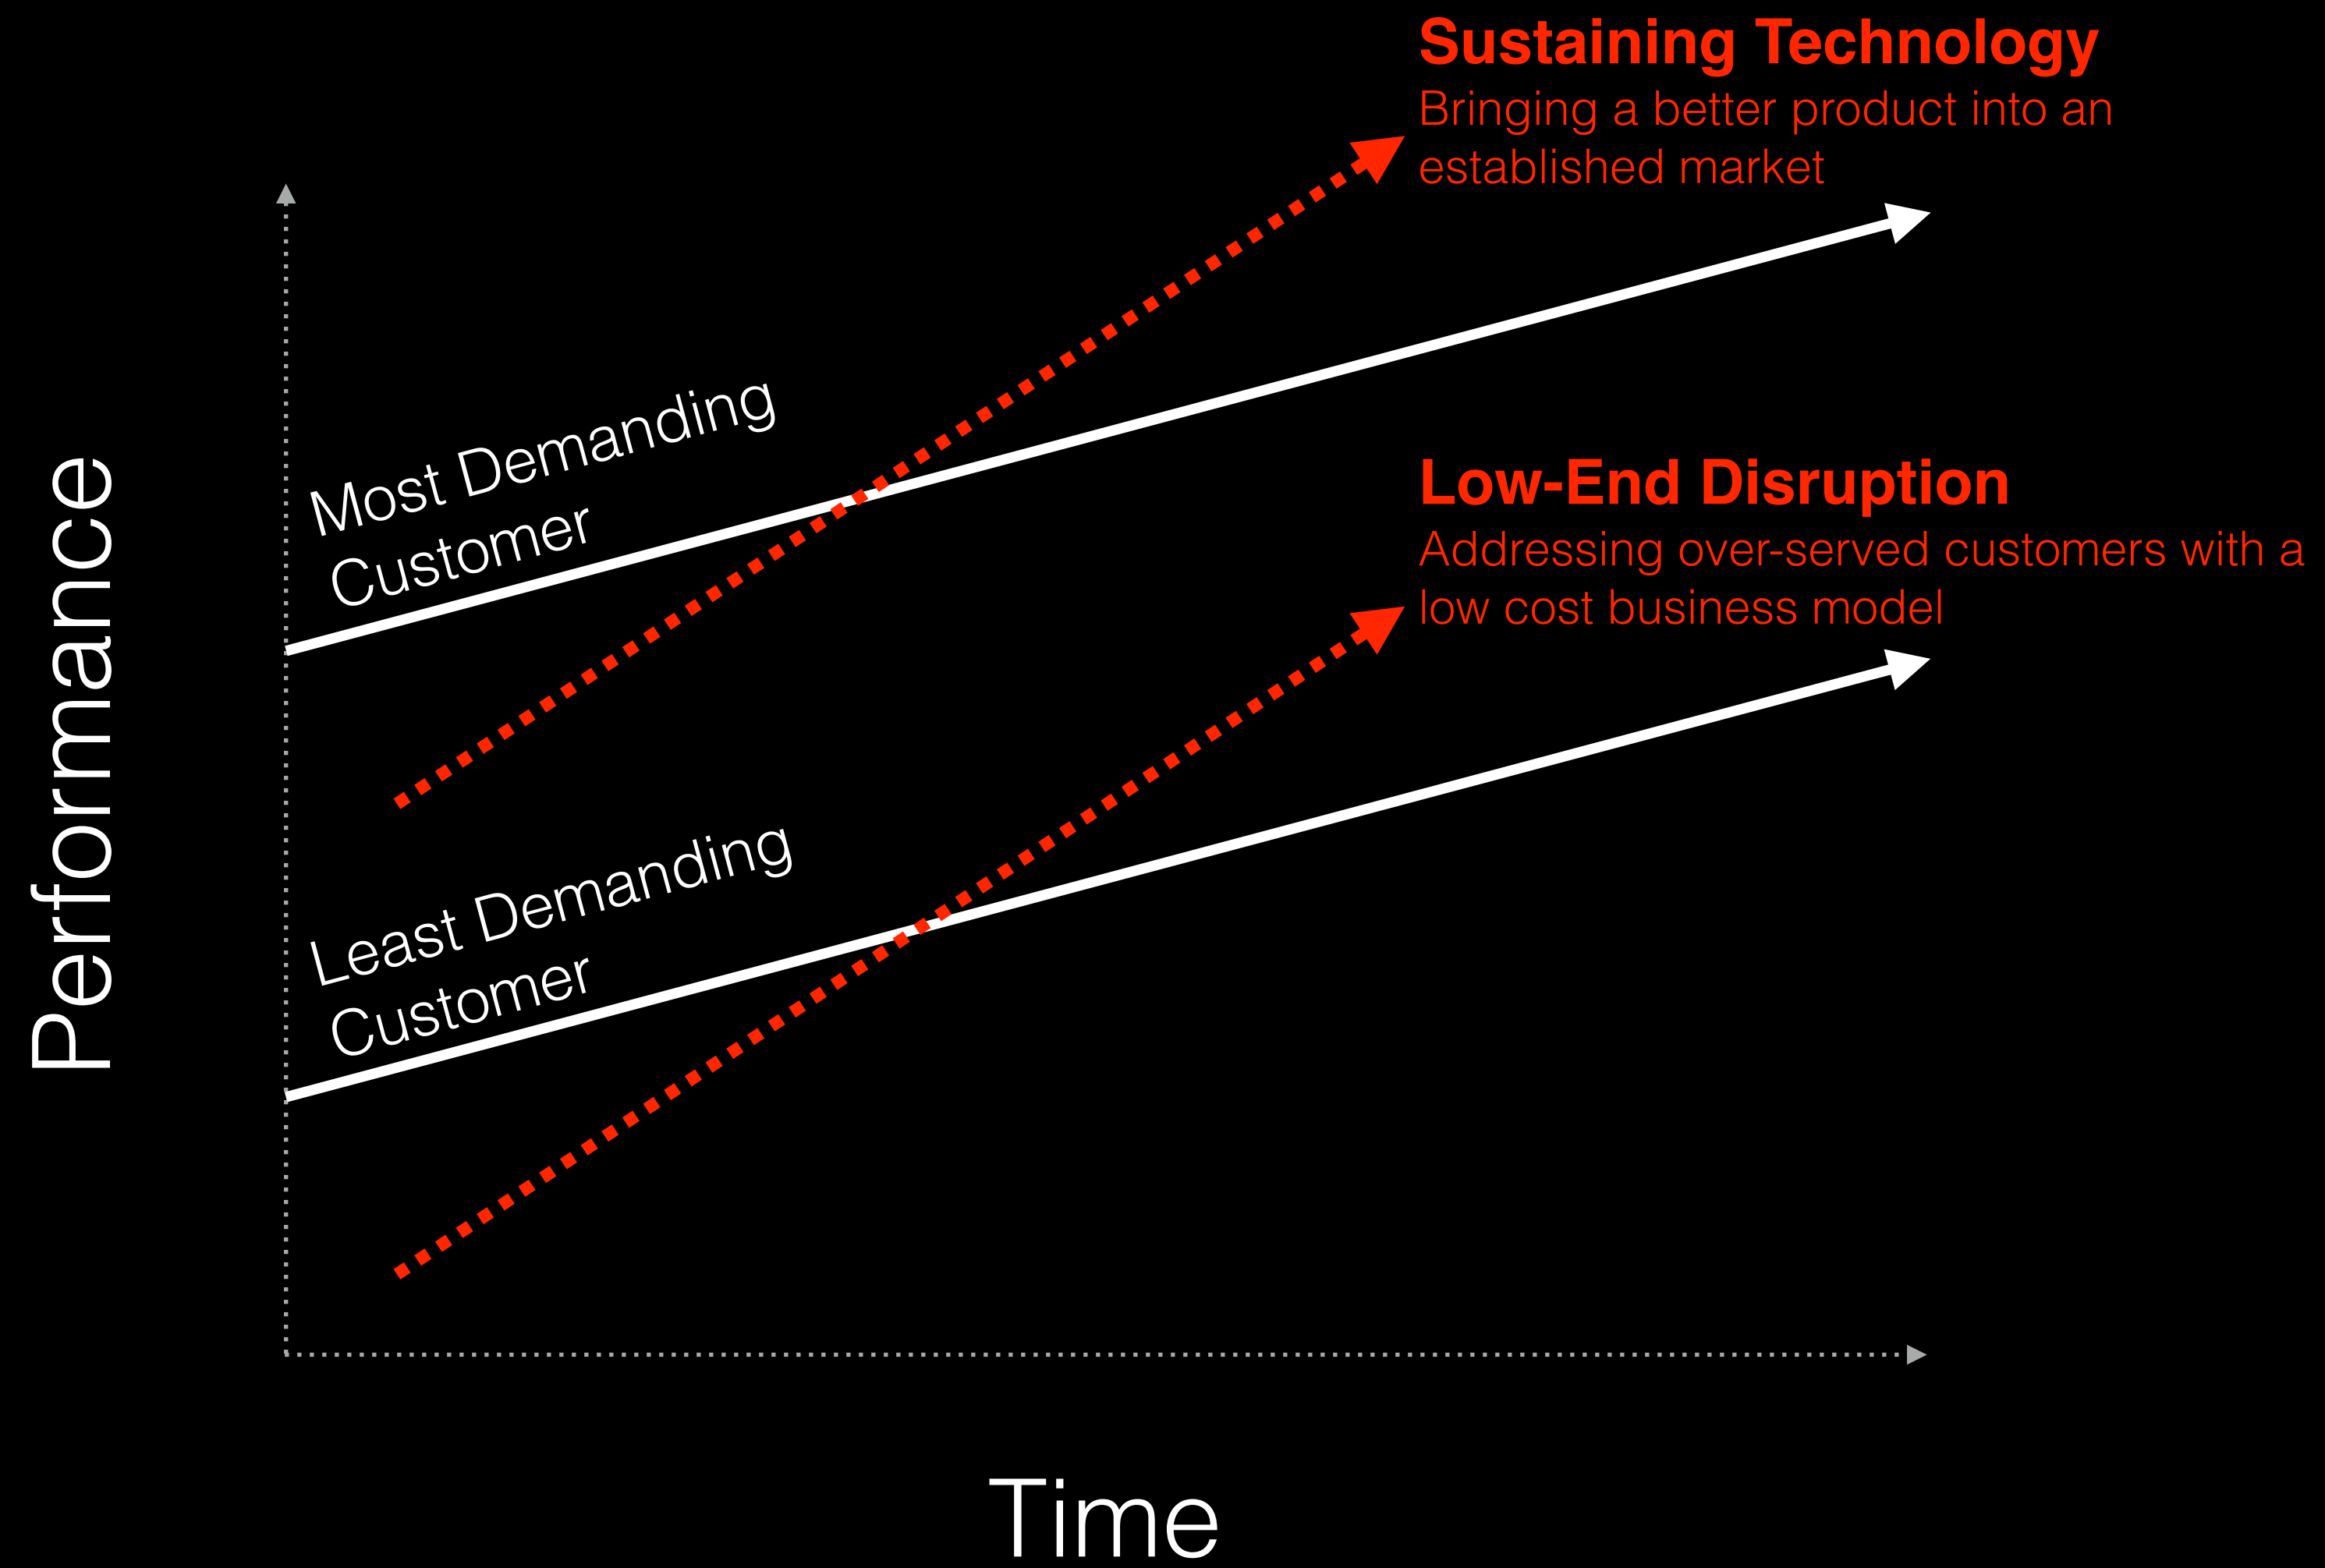 Sustaining Technology
Bringing a better product into an
established market
Most Demanding
Customer
Low-End Disruption
Addressing over-served customers with a
low cost business model
Least Demanding
Customer
Performance
Time